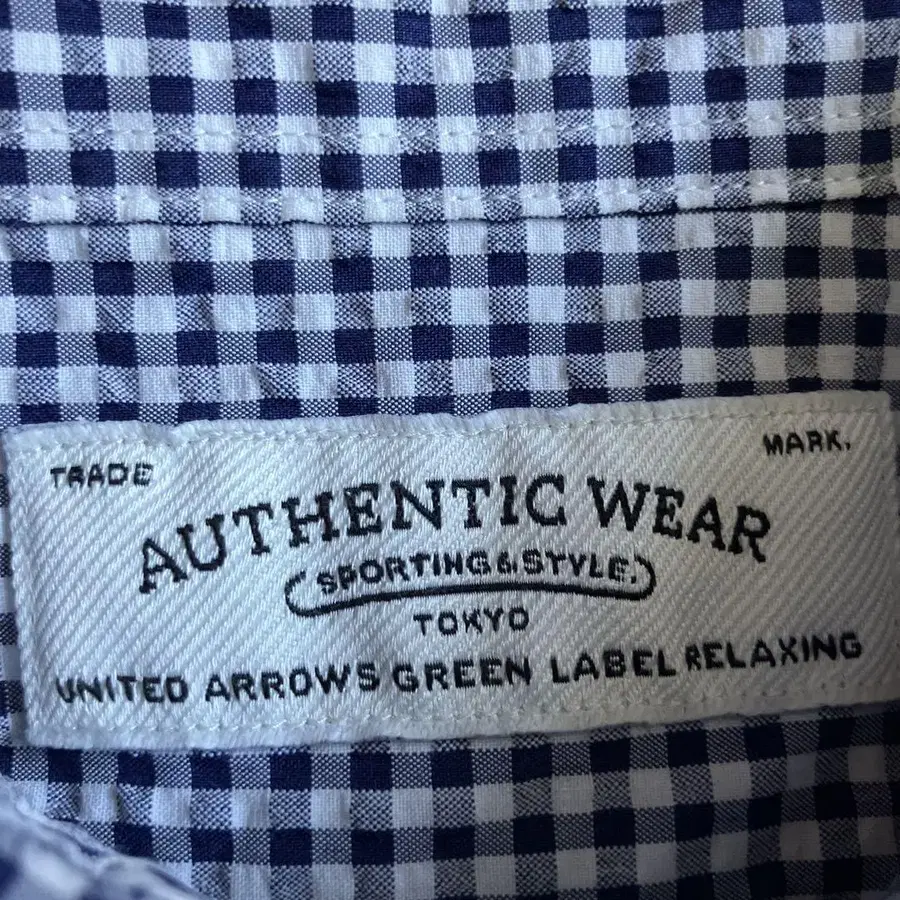 TRADE MARK.
AUTHENTIC WEAR
SPORTING & STYLE.
TOKYO
UNITED ARROWS GREEN LABEL RELAXING